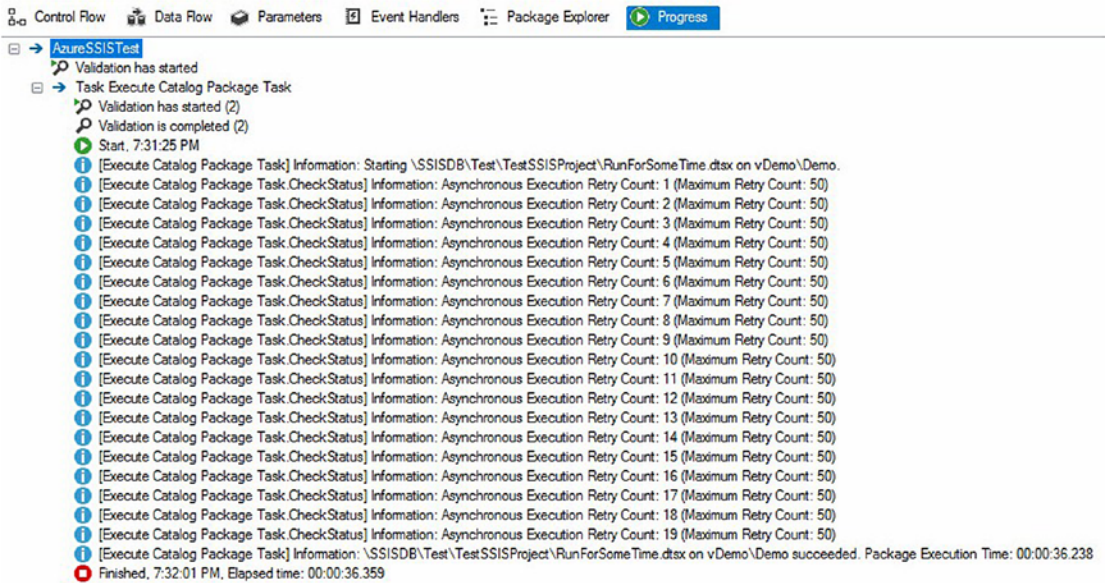 Control Flow Data Flow Parameters Event Handlers Package Explorer Progress
AzureSSISTest
Validation has started
Task Execute Catalog Package Task
Validation has started (2)
Validation is completed (2)
Start, 7:31:25 PM
[Execute Catalog Package Task] Information: Starting \SSISDB\Test\TestSSISProject\RunForSomeTime.dtsx on vDemo\Demo.
[Execute Catalog Package Task.CheckStatus] Information: Asynchronous Execution Retry Count: 1 (Maximum Retry Count: 50)
[Execute Catalog Package Task.CheckStatus] Information: Asynchronous Execution Retry Count: 2 (Maximum Retry Count: 50)
[Execute Catalog Package Task.CheckStatus] Information: Asynchronous Execution Retry Count: 3 (Maximum Retry Count: 50)
[Execute Catalog Package Task.CheckStatus] Information: Asynchronous Execution Retry Count: 4 (Maximum Retry Count: 50)
[Execute Catalog Package Task.CheckStatus] Information: Asynchronous Execution Retry Count: 5 (Maximum Retry Count: 50)
[Execute Catalog Package Task.CheckStatus] Information: Asynchronous Execution Retry Count: 6 (Maximum Retry Count: 50)
[Execute Catalog Package Task.CheckStatus] Information: Asynchronous Execution Retry Count: 7 (Maximum Retry Count: 50)
[Execute Catalog Package Task.CheckStatus] Information: Asynchronous Execution Retry Count: 8 (Maximum Retry Count: 50)
[Execute Catalog Package Task.CheckStatus] Information: Asynchronous Execution Retry Count: 9 (Maximum Retry Count: 50)
[Execute Catalog Package Task.CheckStatus] Information: Asynchronous Execution Retry Count: 10 (Maximum Retry Count: 50)
[Execute Catalog Package Task.CheckStatus] Information: Asynchronous Execution Retry Count: 11 (Maximum Retry Count: 50)
[Execute Catalog Package Task.CheckStatus] Information: Asynchronous Execution Retry Count: 12 (Maximum Retry Count: 50)
[Execute Catalog Package Task.CheckStatus] Information: Asynchronous Execution Retry Count: 13 (Maximum Retry Count: 50)
[Execute Catalog Package Task.CheckStatus] Information: Asynchronous Execution Retry Count: 14 (Maximum Retry Count: 50)
[Execute Catalog Package Task.CheckStatus] Information: Asynchronous Execution Retry Count: 15 (Maximum Retry Count: 50)
[Execute Catalog Package Task.CheckStatus] Information: Asynchronous Execution Retry Count: 16 (Maximum Retry Count: 50)
[Execute Catalog Package Task.CheckStatus] Information: Asynchronous Execution Retry Count: 17 (Maximum Retry Count: 50)
[Execute Catalog Package Task.CheckStatus] Information: Asynchronous Execution Retry Count: 18 (Maximum Retry Count: 50)
[Execute Catalog Package Task.CheckStatus] Information: Asynchronous Execution Retry Count: 19 (Maximum Retry Count: 50)
[Execute Catalog Package Task] Information: \SSISDB\Test\TestSSISProject\RunForSomeTime.dtsx on vDemo\Demo succeeded. Package Execution Time: 00:00:36.238
Finished, 7:32:01 PM, Elapsed time: 00:00:36.359